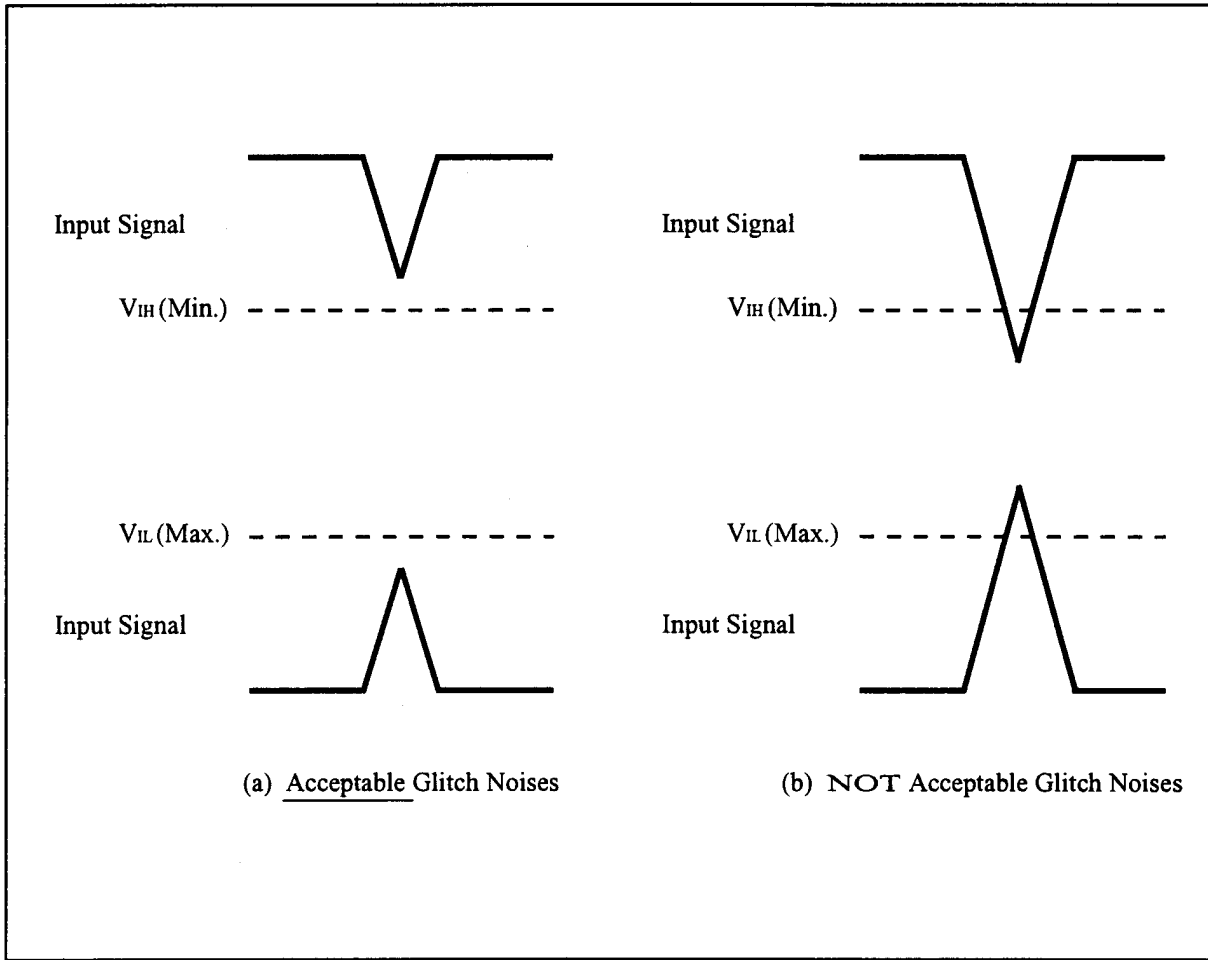 Input Signal
VIH (Min.)
VIL (Max.)
Input Signal
(a) Acceptable Glitch Noises
Input Signal
VIH (Min.)
VIL (Max.)
Input Signal
(b) NOT Acceptable Glitch Noises